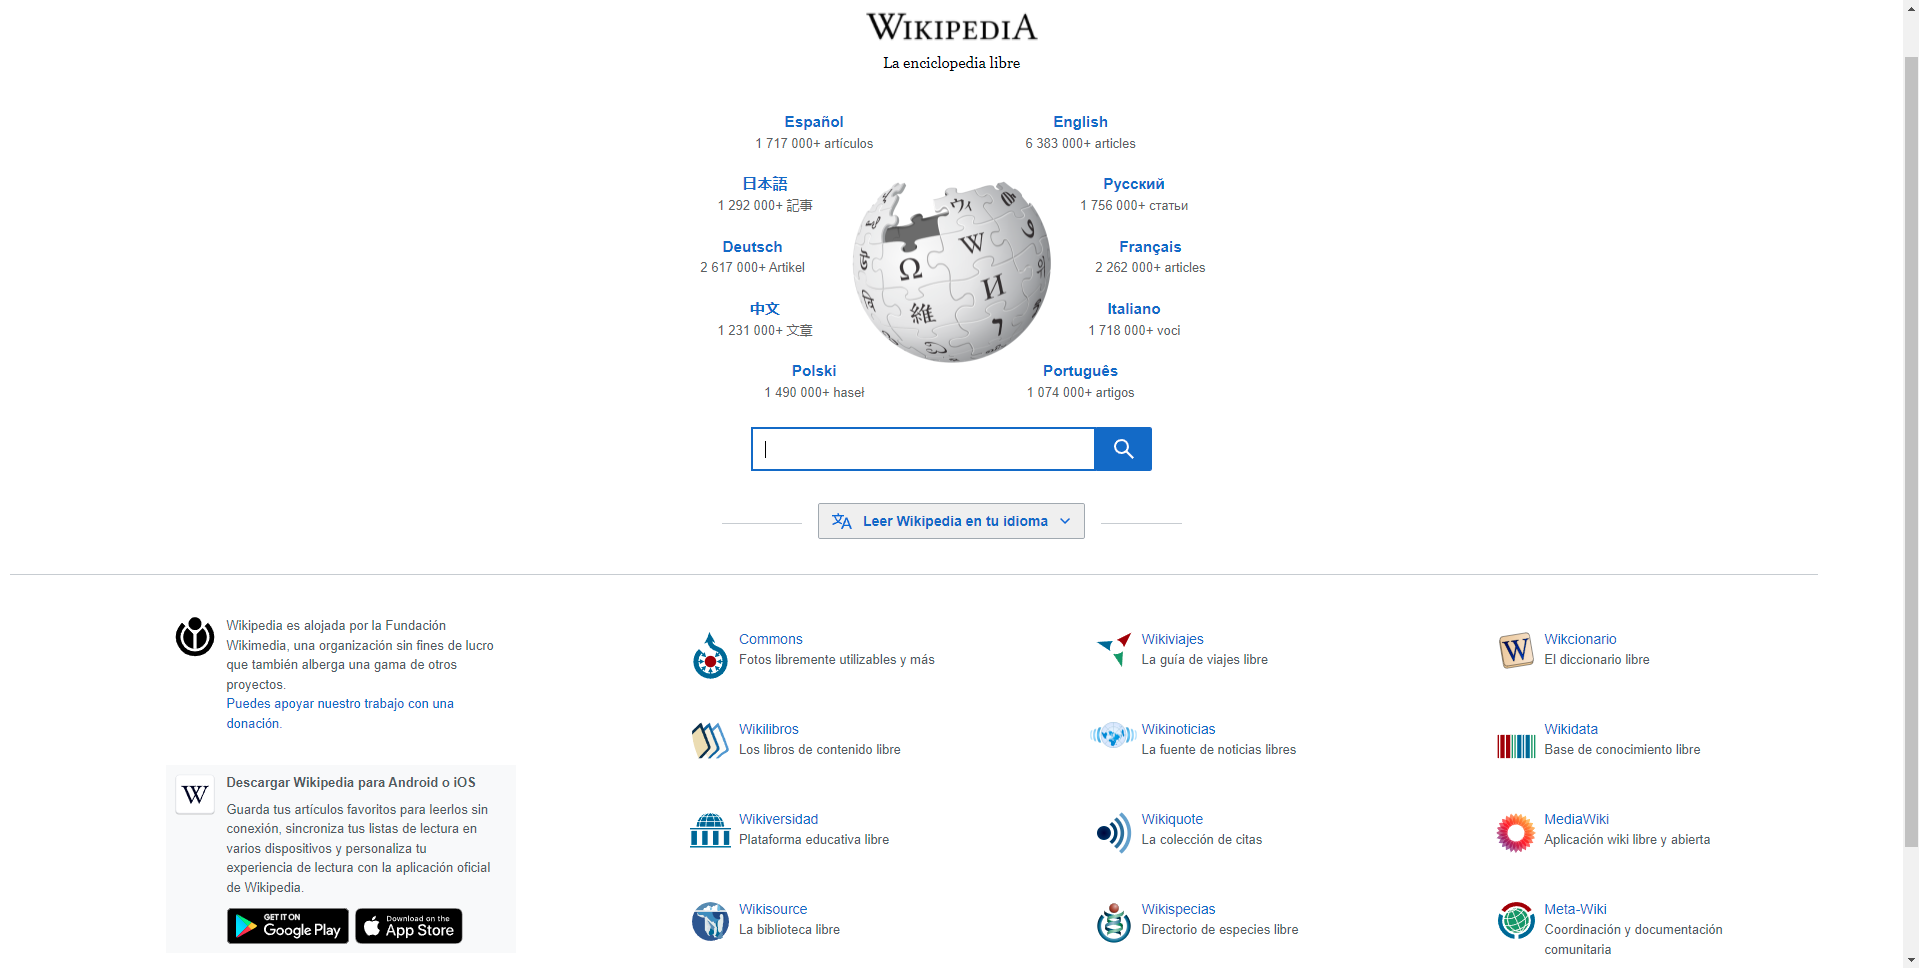 WIKIPEDIA
La enciclopedia libre
Español
1 717 000+ artículos
English
6 383 000+ articles
日本語
1 292 000+ 記事
Русский
1 756 000+ статьи
Deutsch
2 617 000+ Artikel
Français
2 262 000+ articles
中文
1 231 000+ 文章
Italiano
1 718 000+ voci
Polski
1 490 000+ haseł
Português
1 074 000+ artigos
Ω
W
И
維
ウィ
Leer Wikipedia en tu idioma
Wikipedia es alojada por la Fundación
Wikimedia, una organización sin fines de lucro
que también alberga una gama de otros
proyectos.
Puedes apoyar nuestro trabajo con una
donación.
W
Descargar Wikipedia para Android o iOS
Guarda tus artículos favoritos para leerlos sin
conexión, sincroniza tus listas de lectura en
varios dispositivos y personaliza tu
experiencia de lectura con la aplicación oficial
de Wikipedia.
GET IT ON
Google Play
Download on the
App Store
Commons
Fotos libremente utilizables y más
Wikiviajes
La guía de viajes libre
W
Wikcionario
El diccionario libre
Wikilibros
Los libros de contenido libre
Wikinoticias
La fuente de noticias libres
Wikidata
Base de conocimiento libre
Wikiversidad
Plataforma educativa libre
Wikiquote
La colección de citas
MediaWiki
Aplicación wiki libre y abierta
Wikisource
La biblioteca libre
Wikispecias
Directorio de especies libre
Meta-Wiki
Coordinación y documentación
comunitaria